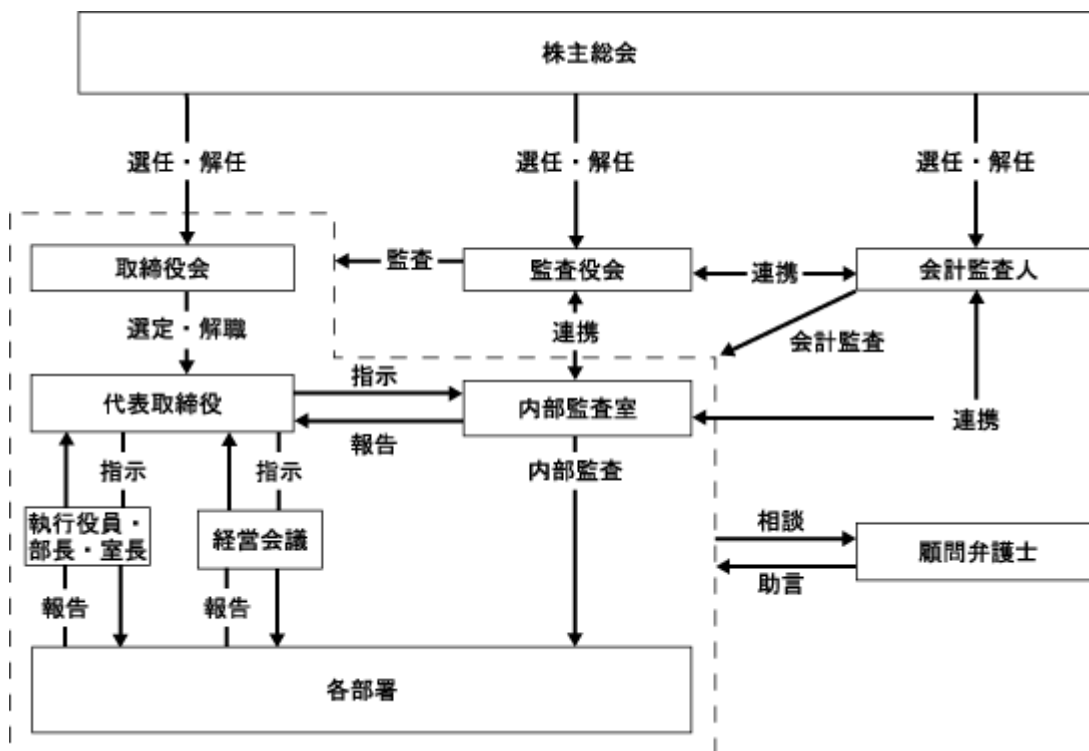 株主総会
選任・解任
選任・解任
選任・解任
取締役会
監査
監査役会
連携
会計監査人
選定・解職
連携
会計監査
代表取締役
指示
報告
内部監査室
連携
指示
指示
内部監査
執行役員・
部長・室長
経営会議
相談
助言
顧問弁護士
報告
報告
各部署